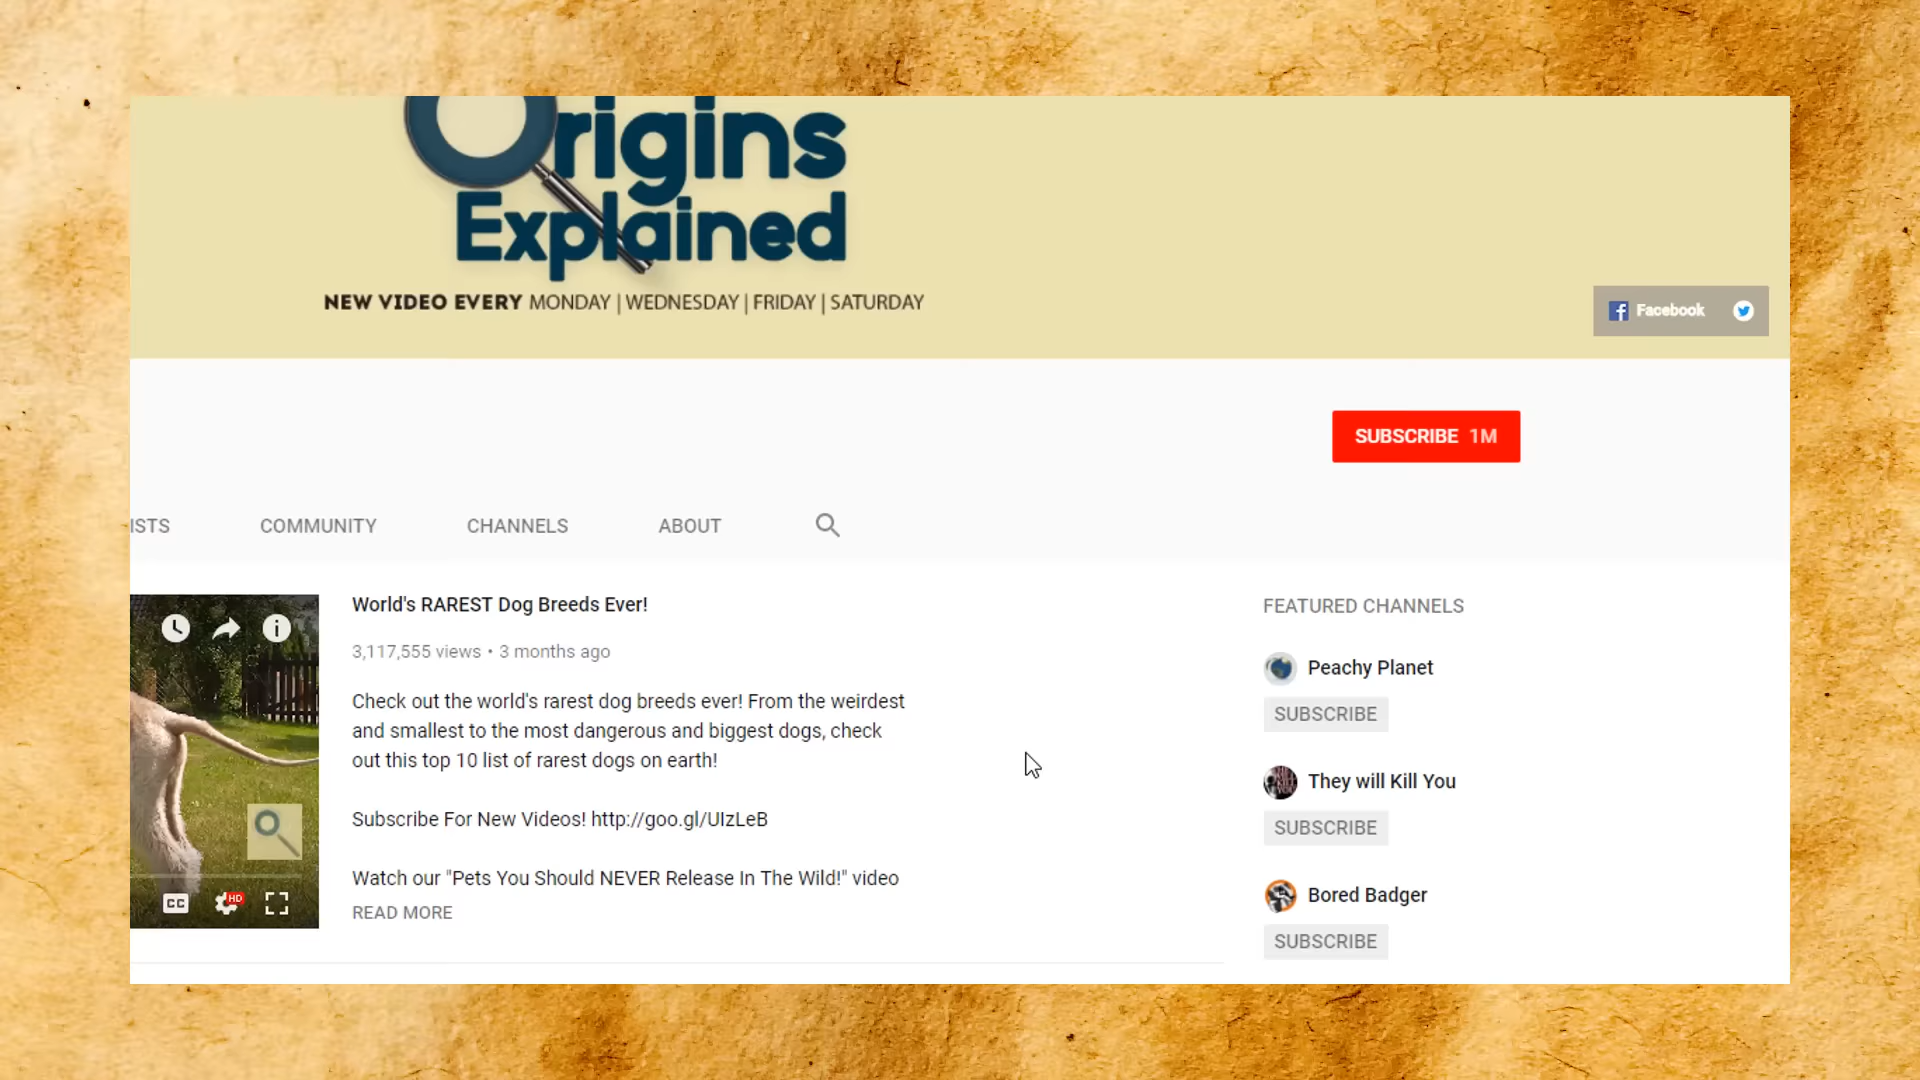 Origins
Explained
NEW VIDEO EVERY MONDAY | WEDNESDAY | FRIDAY | SATURDAY
Facebook
SUBSCRIBE 1M
ISTS COMMUNITY CHANNELS ABOUT
World's RAREST Dog Breeds Ever!
3,117,555 views • 3 months ago
Check out the world's rarest dog breeds ever! From the weirdest
and smallest to the most dangerous and biggest dogs, check
out this top 10 list of rarest dogs on earth!
Subscribe For New Videos! http://goo.gl/UIzLeB
Watch our "Pets You Should NEVER Release In The Wild!" video
READ MORE
CC HD
FEATURED CHANNELS
Peachy Planet
SUBSCRIBE
They will Kill You
SUBSCRIBE
Bored Badger
SUBSCRIBE